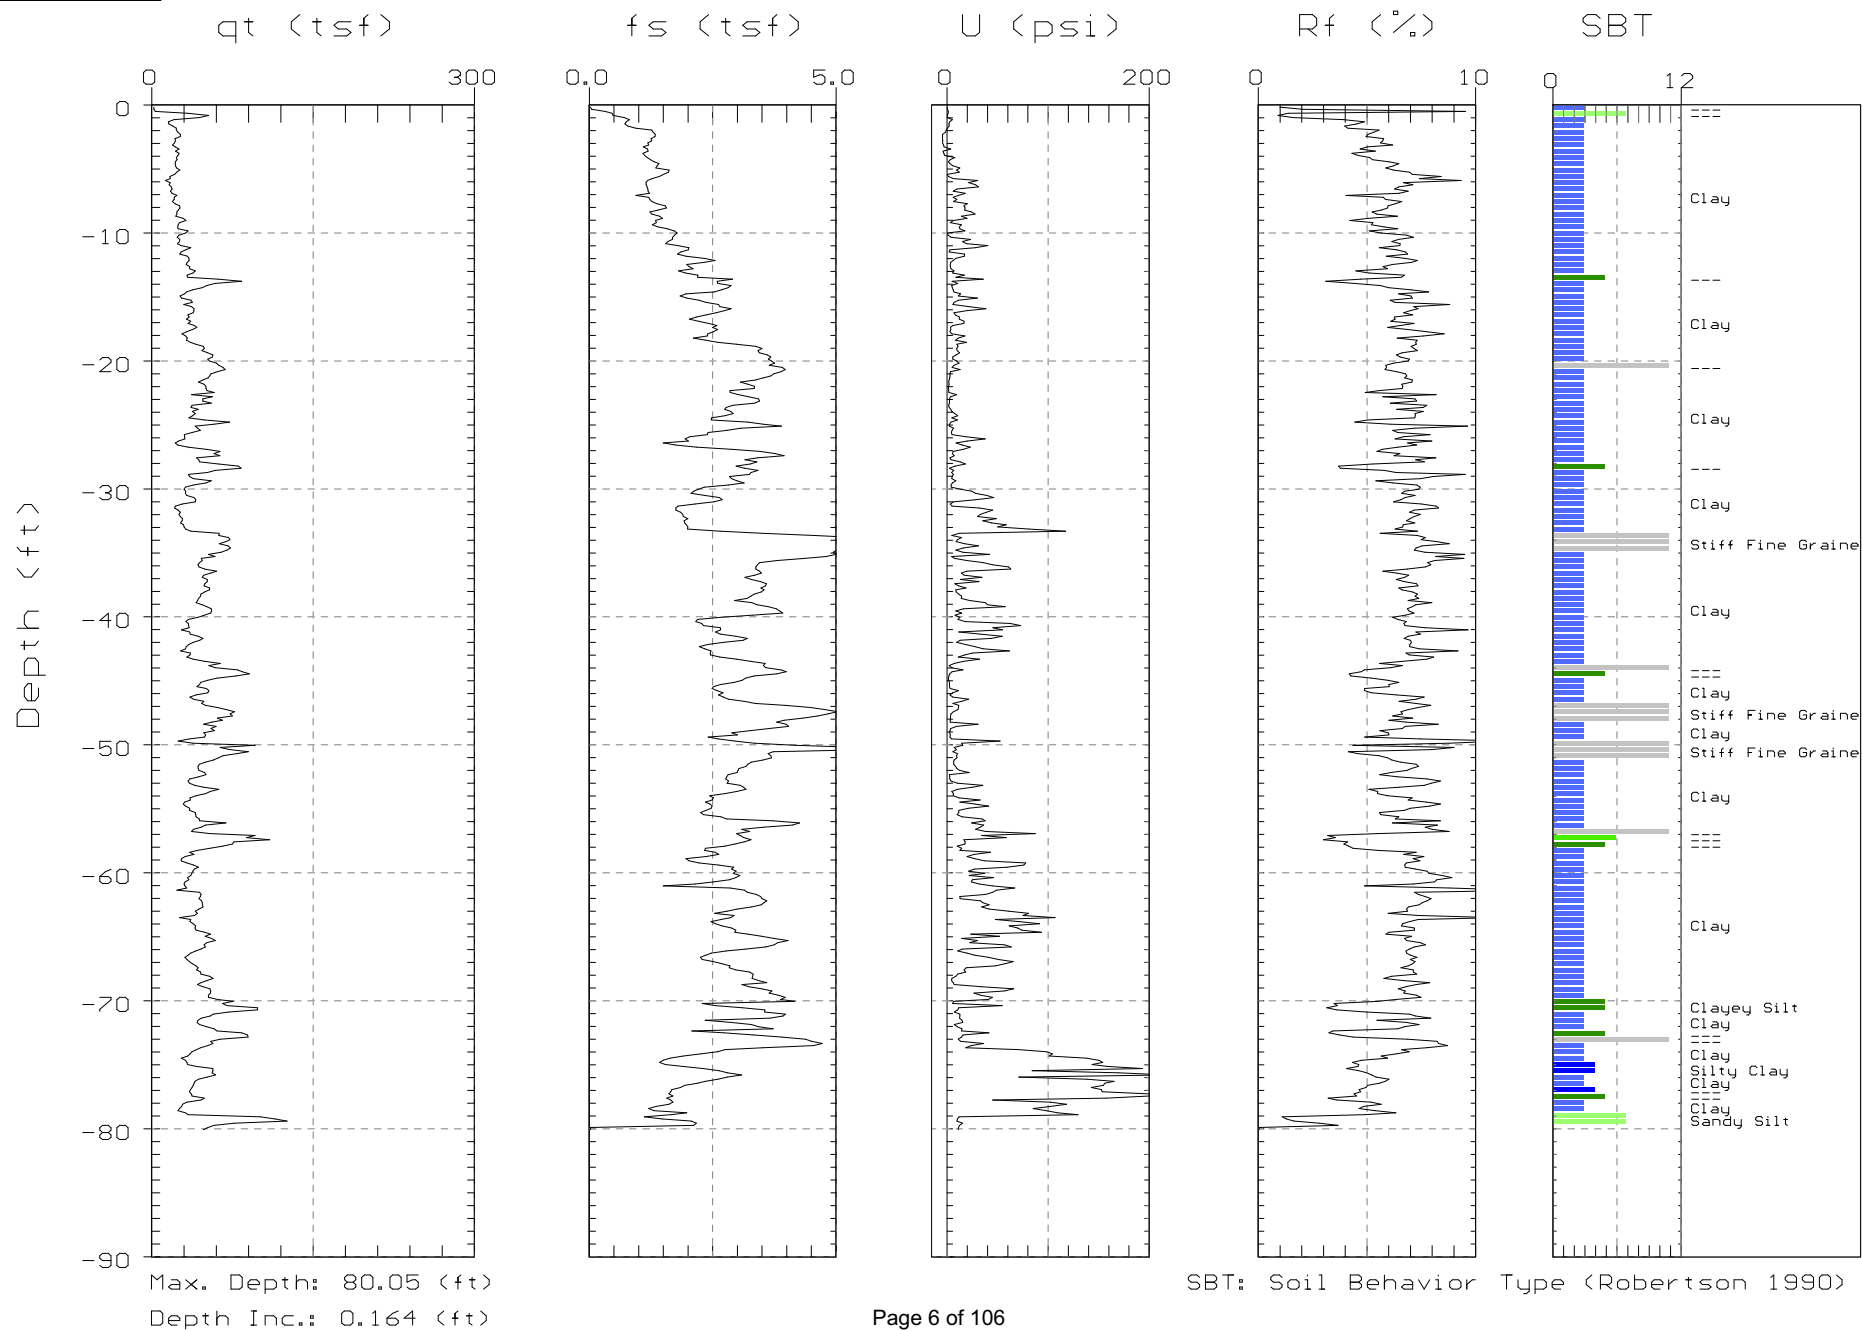 qt (tsf)
fs (tsf)
U (psi)
Rf (%)
SBT
0 300
0.0 5.0
0 200
0 10
0 12
0
-10
-20
-30
-40
-50
-60
-70
-80
-90
Depth (ft)
---
---
Clay
---
Clay
---
Clay
---
Clay
Stiff Fine Graine
Clay
---
---
Clay
Stiff Fine Graine
Clay
Stiff Fine Graine
Clay
---
---
---
Clay
Clayey Silt
Clay
---
---
Clay
Silty Clay
Clay
---
---
Clay
Sandy Silt
Max. Depth: 80.05 (ft)
SBT: Soil Behavior Type (Robertson 1990)
Depth Inc.: 0.164 (ft)
Page 6 of 106